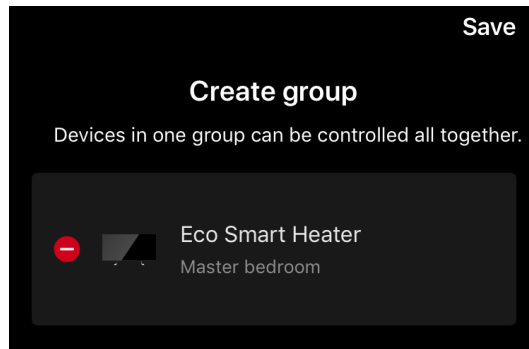 Save
Create group
Devices in one group can be controlled all together.
Eco Smart Heater
Master bedroom